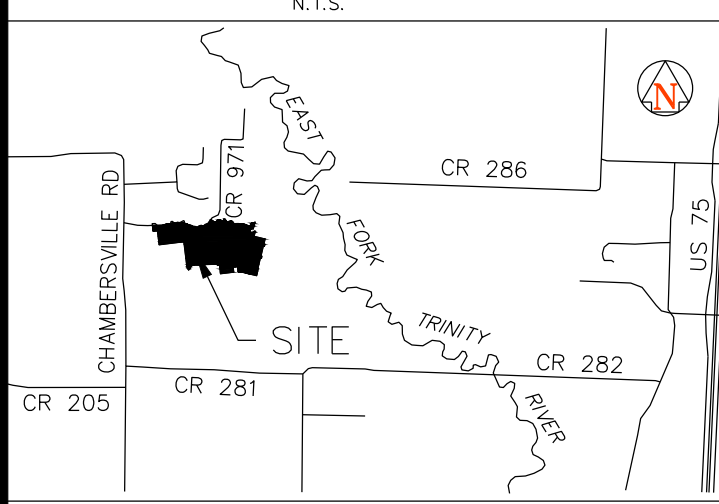 N.T.S.
EAST
N
CR 971
CR 286
CHAMBERSVILLE RD
US 75
FORK
SITE
TRINITY
CR 282
CR 281
CR 205
RIVER